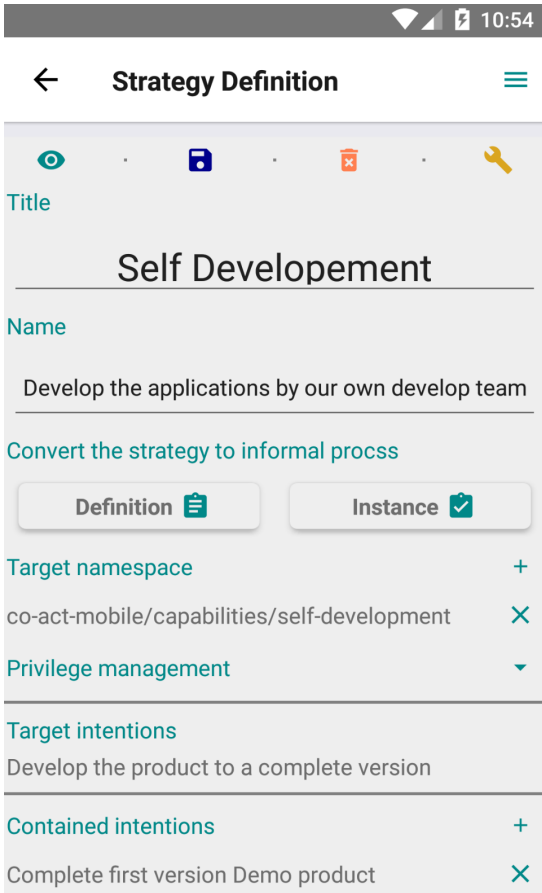 10:54
Strategy Definition
Title
Self Developement
Name
Develop the applications by our own develop team
Convert the strategy to informal procss
Definition Instance
Target namespace
co-act-mobile/capabilities/self-development
Privilege management
Target intentions
Develop the product to a complete version
Contained intentions
Complete first version Demo product